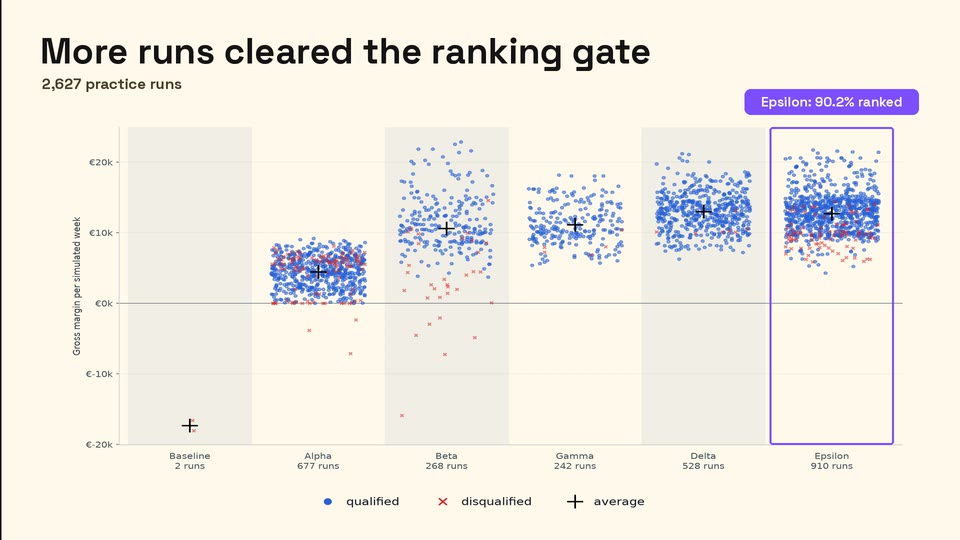 More runs cleared the ranking gate
2,627 practice runs
Epsilon: 90.2% ranked
Gross margin per simulated week
€20k
€10k
€0k
€-10k
€-20k
Baseline
2 runs
Alpha
677 runs
Beta
268 runs
Gamma
242 runs
Delta
528 runs
Epsilon
910 runs
qualified
disqualified
average